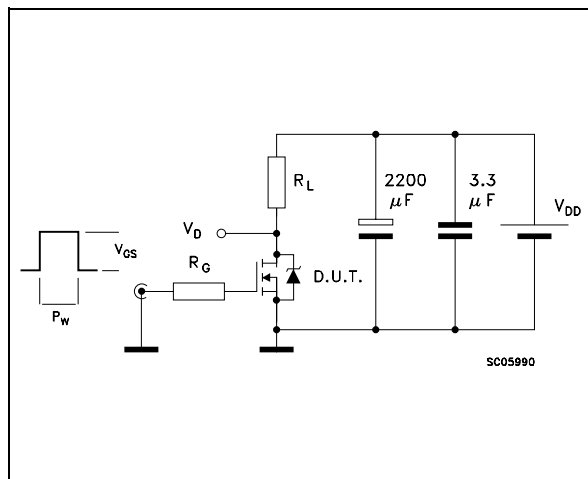 R_L
2200
μF
3.3
μF
V_DD
V_D
V_GS
R_G
D.U.T.
P_W
SC05990